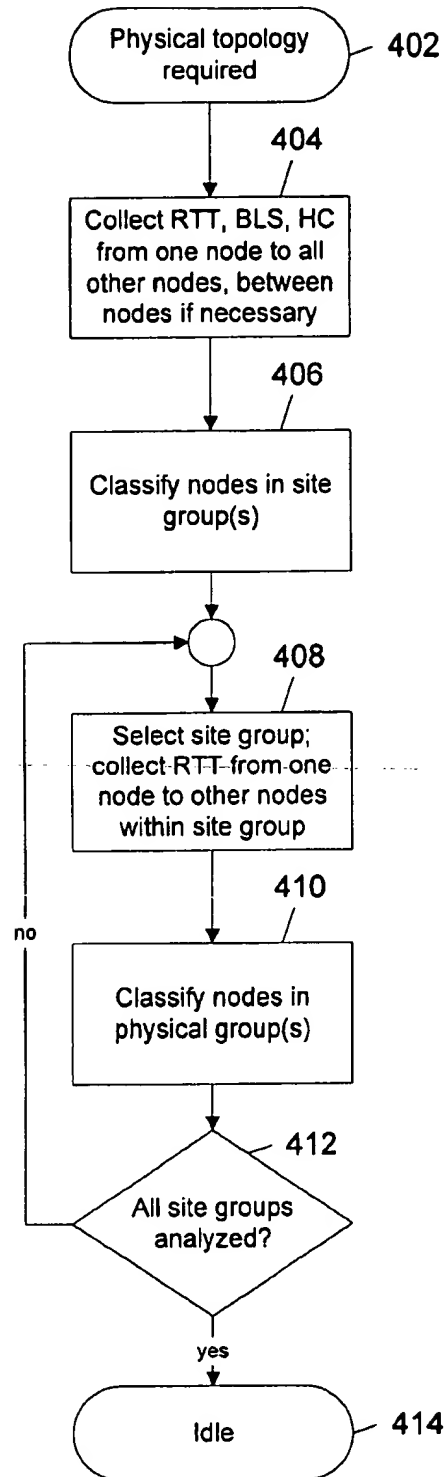 Physical topology
required
402
404
Collect RTT, BLS, HC
from one node to all
other nodes, between
nodes if necessary
406
Classify nodes in site
group(s)
408
Select site group;
collect RTT from one
node to other nodes
within site group
410
no
Classify nodes in
physical group(s)
412
All site groups
analyzed?
yes
Idle
414